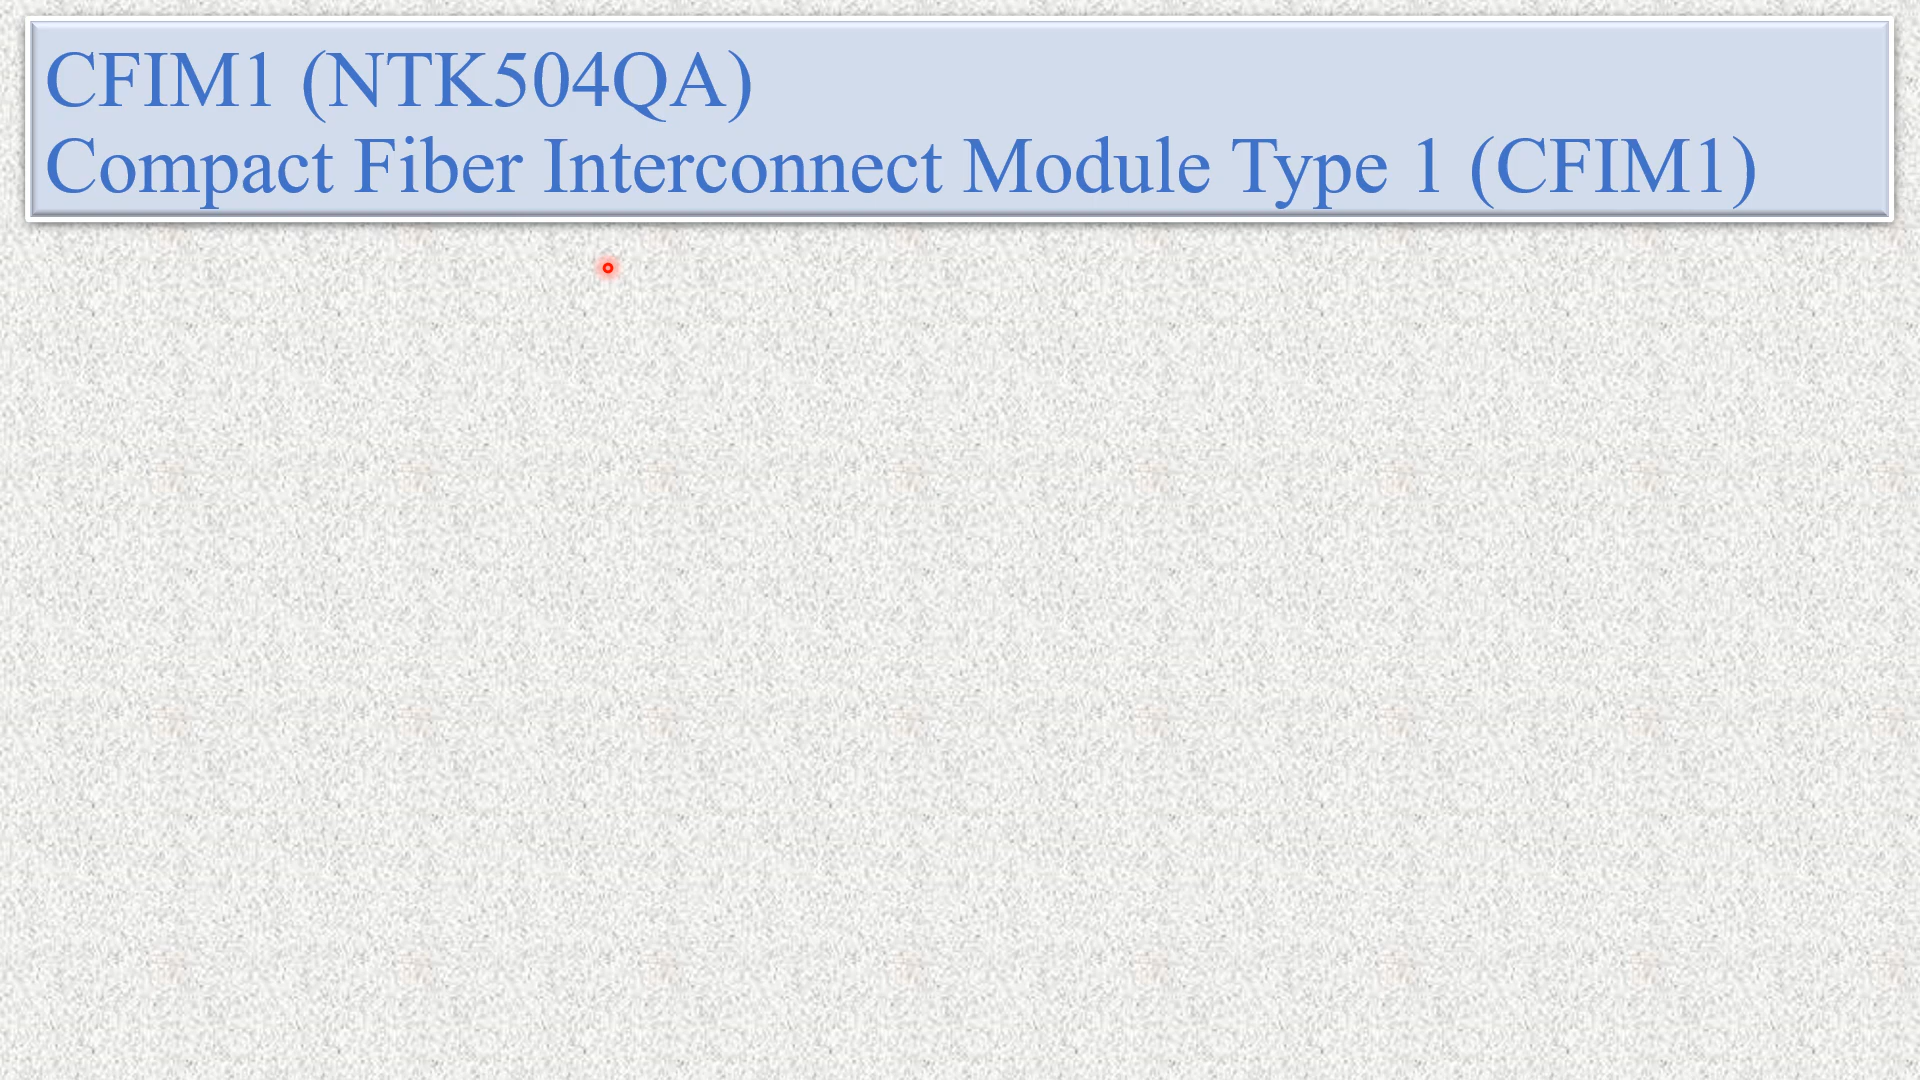 CFIM1 (NTK504QA)
Compact Fiber Interconnect Module Type 1 (CFIM1)